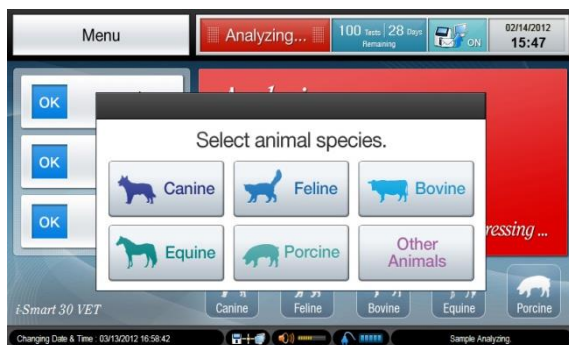 Menu
Analyzing...
100 Tests 28 Days
Remaining
ON
02/14/2012
15:47
OK
OK
OK
Select animal species.
Canine
Feline
Bovine
Equine
Porcine
Other
Animals
ressing ...
i-Smart 30 VET
Canine
Feline
Bovine
Equine
Porcine
Changing Date & Time : 03/13/2012 16:58:42
Sample Analyzing.